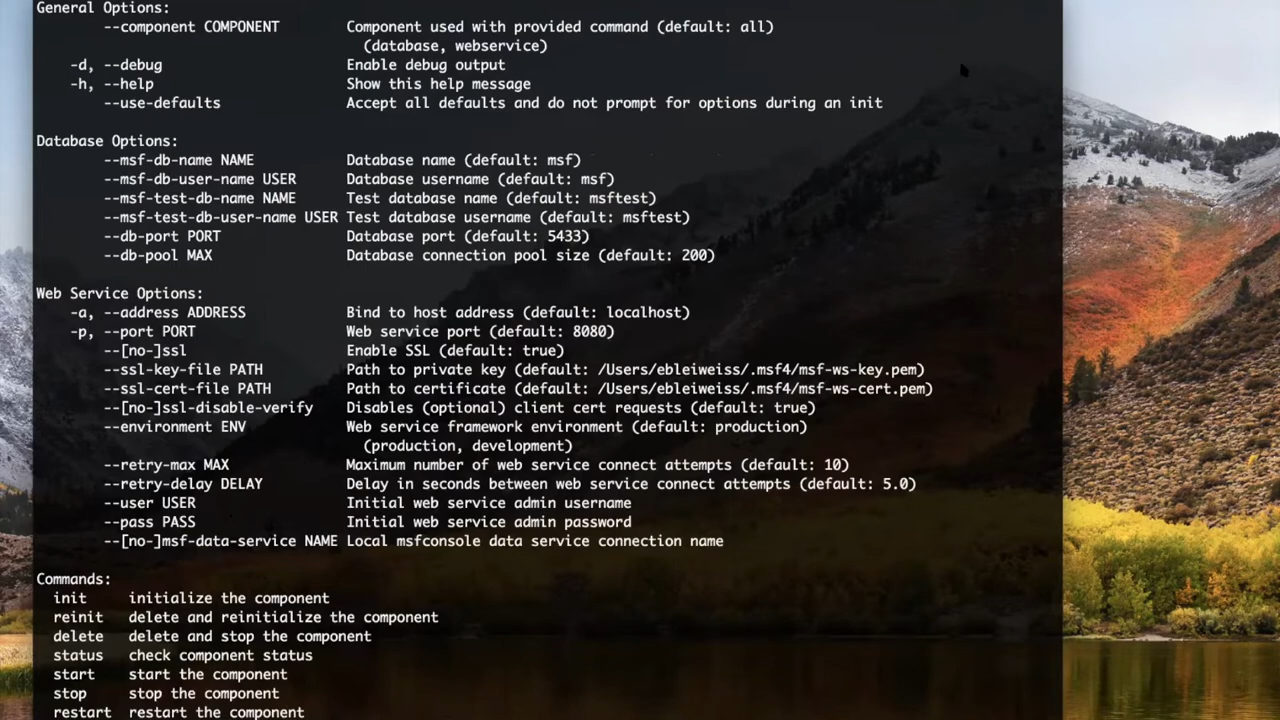 General Options:
--component COMPONENT Component used with provided command (default: all)
(database, webservice)
-d, --debug Enable debug output
-h, --help Show this help message
--use-defaults Accept all defaults and do not prompt for options during an init
Database Options:
--msf-db-name NAME Database name (default: msf)
--msf-db-user-name USER Database username (default: msf)
--msf-test-db-name NAME Test database name (default: msftest)
--msf-test-db-user-name USER Test database username (default: msftest)
--db-port PORT Database port (default: 5433)
--db-pool MAX Database connection pool size (default: 200)
Web Service Options:
-a, --address ADDRESS Bind to host address (default: localhost)
-p, --port PORT Web service port (default: 8080)
--[no-]ssl Enable SSL (default: true)
--ssl-key-file PATH Path to private key (default: /Users/ebleiweiss/.msf4/msf-ws-key.pem)
--ssl-cert-file PATH Path to certificate (default: /Users/ebleiweiss/.msf4/msf-ws-cert.pem)
--[no-]ssl-disable-verify Disables (optional) client cert requests (default: true)
--environment ENV Web service framework environment (default: production)
(production, development)
--retry-max MAX Maximum number of web service connect attempts (default: 10)
--retry-delay DELAY Delay in seconds between web service connect attempts (default: 5.0)
--user USER Initial web service admin username
--pass PASS Initial web service admin password
--[no-]msf-data-service NAME Local msfconsole data service connection name
Commands:
init initialize the component
reinit delete and reinitialize the component
delete delete and stop the component
status check component status
start start the component
stop stop the component
restart restart the component